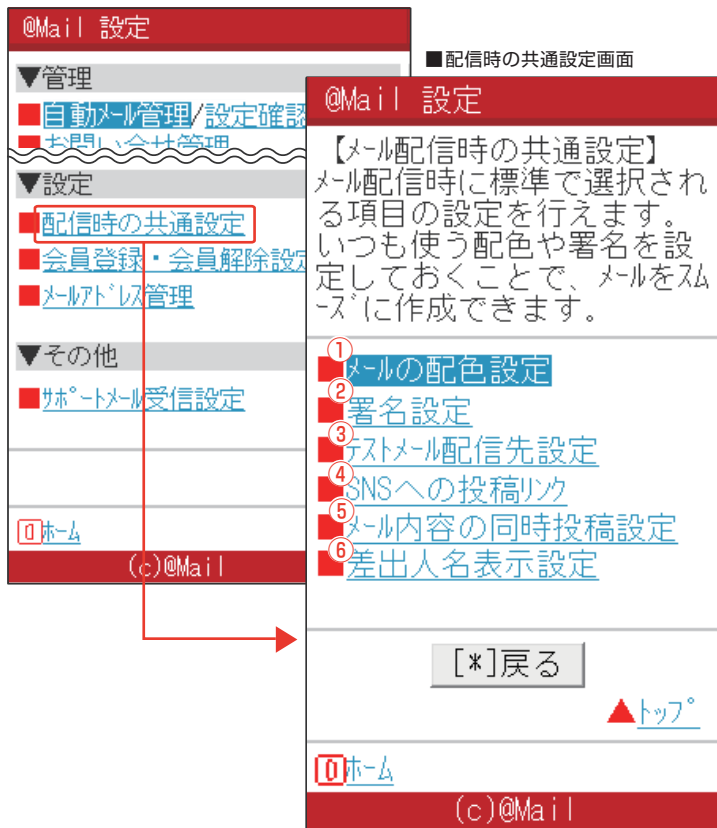 @Mail 設定
▼管理
■自動ﾒｰﾙ管理/設定確認
■お問い合せ管理
▼設定
■配信時の共通設定
■会員登録・会員解除設定
■ﾒｰﾙｱﾄﾞﾚｽ管理
▼その他
■ｻﾎﾟｰﾄﾒｰﾙ受信設定
0ﾎｰﾑ
(c)@Mail
■配信時の共通設定画面
@Mail 設定
【ﾒｰﾙ配信時の共通設定】
ﾒｰﾙ配信時に標準で選択され
る項目の設定を行えます。
いつも使う配色や署名を設
定しておくことで、ﾒｰﾙをｽﾑ
ｰｽﾞに作成できます。
①■ﾒｰﾙの配色設定
②■署名設定
③■ﾃｽﾄﾒｰﾙ配信先設定
④■SNSへの投稿ﾘﾝｸ
⑤■ﾒｰﾙ内容の同時投稿設定
⑥■差出人名表示設定
[*]戻る
▲ﾄｯﾌﾟ
0ﾎｰﾑ
(c)@Mail